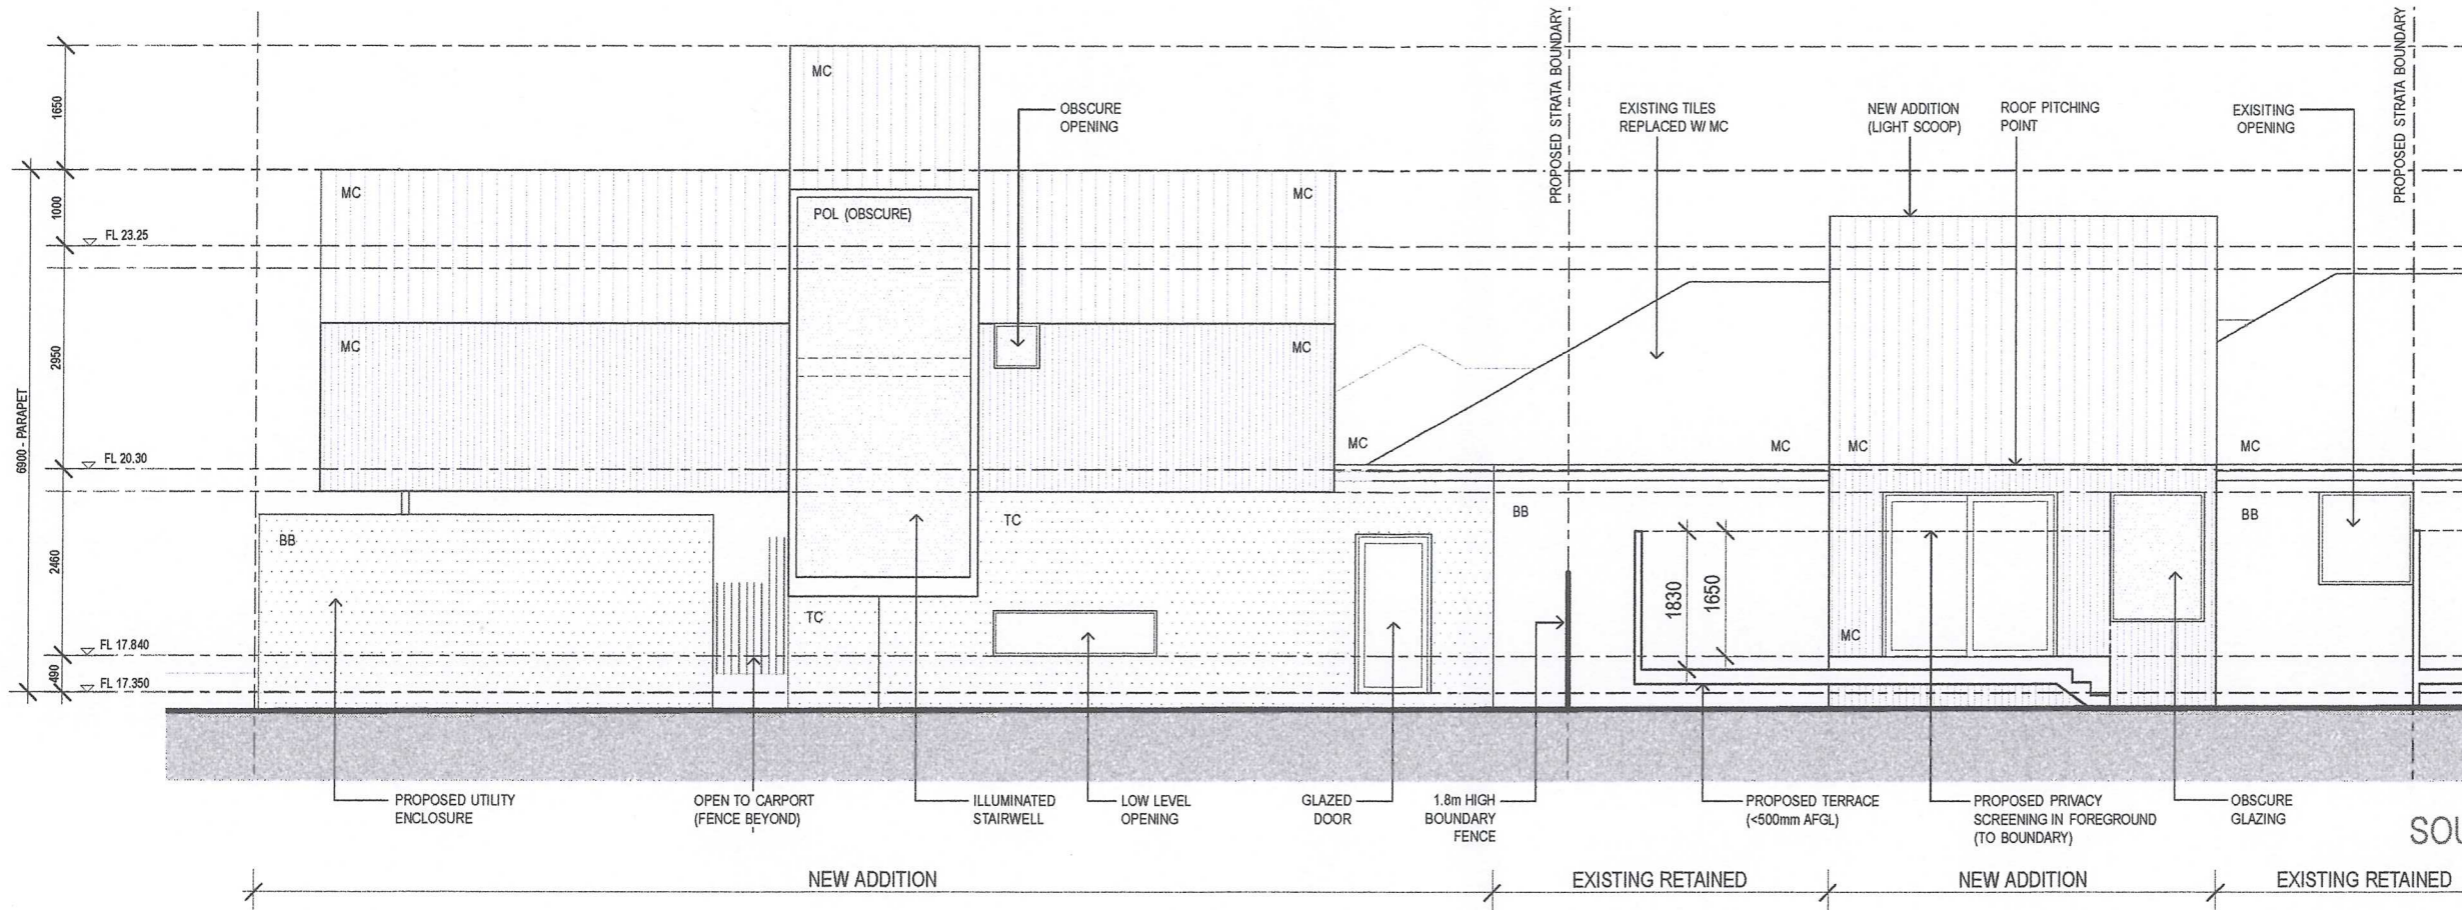 PROPOSED STRATA BOUNDARY
PROPOSED STRATA BOUNDARY
1650
MC
OBSCURE
OPENING
EXISTING TILES
REPLACED W/ MC
NEW ADDITION
(LIGHT SCOOP)
ROOF PITCHING
POINT
EXISITING
OPENING
MC
MC
1000
POL (OBSCURE)
FL 23.25
MC
MC
2950
6900 - PARAPET
MC
MC
MC
MC
FL 20.30
TC
BB
BB
BB
2460
1830
1650
TC
MC
FL 17.840
490
FL 17.350
PROPOSED UTILITY
ENCLOSURE
OPEN TO CARPORT
(FENCE BEYOND)
ILLUMINATED
STAIRWELL
LOW LEVEL
OPENING
GLAZED
DOOR
1.8m HIGH
BOUNDARY
FENCE
PROPOSED TERRACE
(<500mm AFGL)
PROPOSED PRIVACY
SCREENING IN FOREGROUND
(TO BOUNDARY)
OBSCURE
GLAZING
SOU
NEW ADDITION
EXISTING RETAINED
NEW ADDITION
EXISTING RETAINED